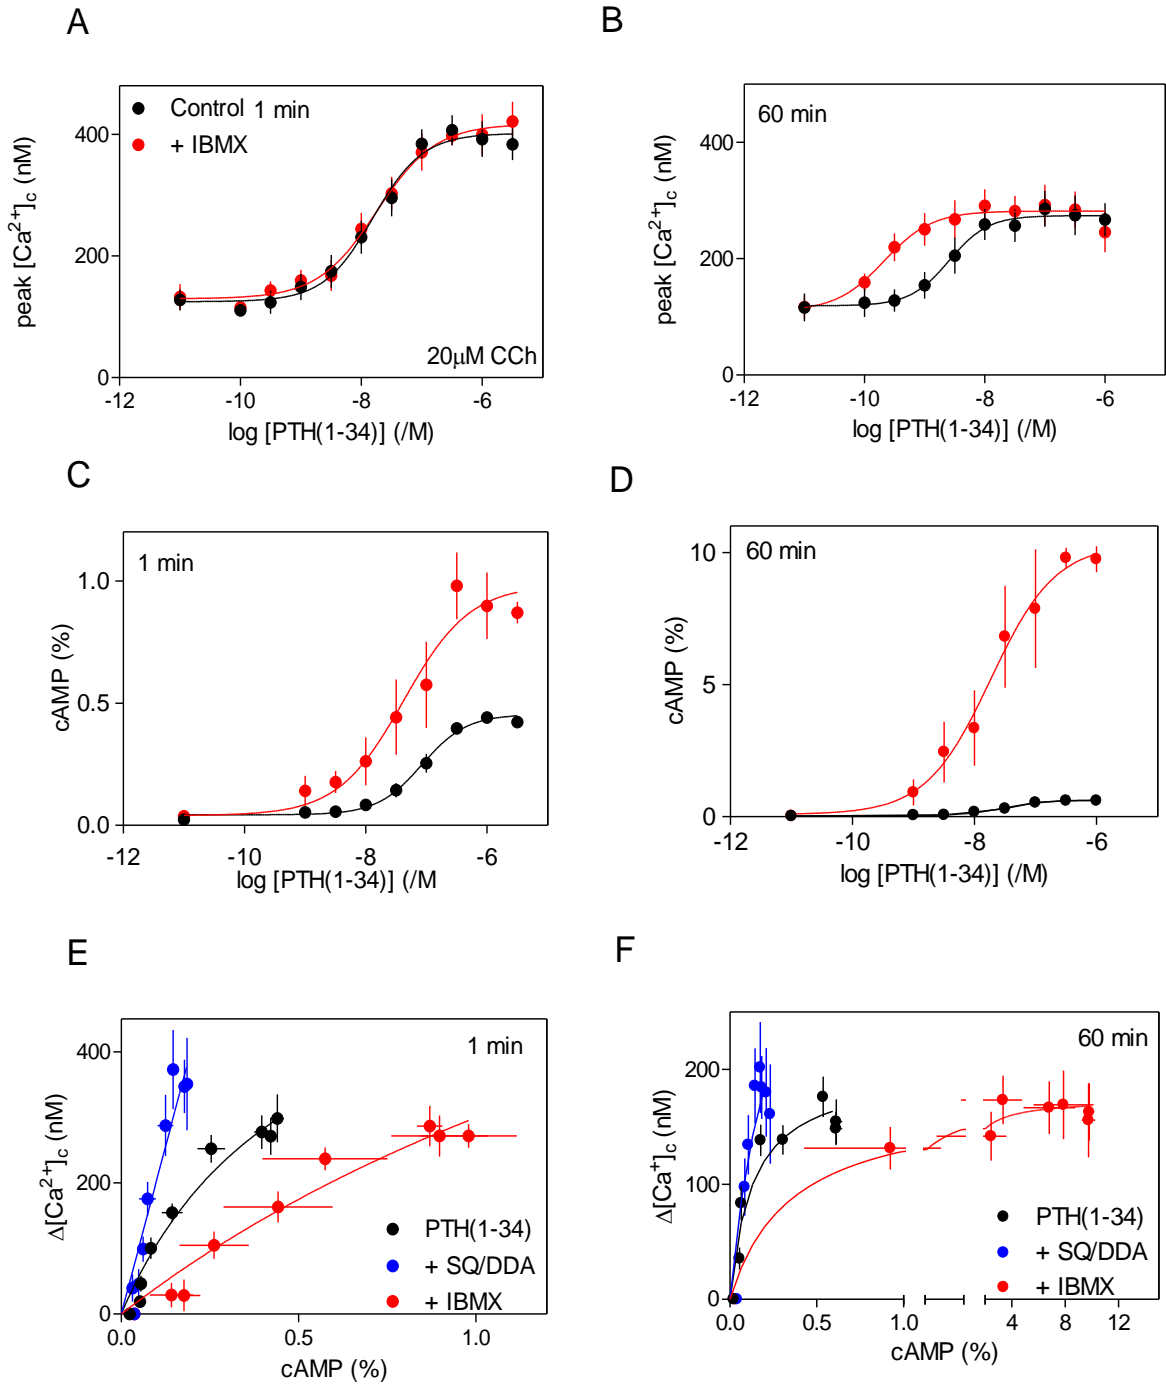 A
B
Control 1 min
+ IBMX
400
200
0
peak [Ca2+]c (nM)
20μM CCh
-12
-10
-8
-6
log [PTH(1-34)] (/M)
60 min
400
200
0
peak [Ca2+]c (nM)
-12
-10
-8
-6
log [PTH(1-34)] (/M)
C
D
1 min
1.0
0.5
0.0
cAMP (%)
-12
-10
-8
-6
log [PTH(1-34)] (/M
60 min
10
5
0
cAMP (%)
-12
-10
-8
-6
log [PTH(1-34)] (/M)
E
F
1 min
400
200
0
Δ[Ca2+]c (nM)
PTH(1-34)
+ SQ/DDA
+ IBMX
0.0
0.5
1.0
cAMP (%)
60 min
200
100
0
Δ[Ca+]c (nM)
PTH(1-34)
+ SQ/DDA
+ IBMX
0.0
0.5
1.0
4
8
12
cAMP (%)